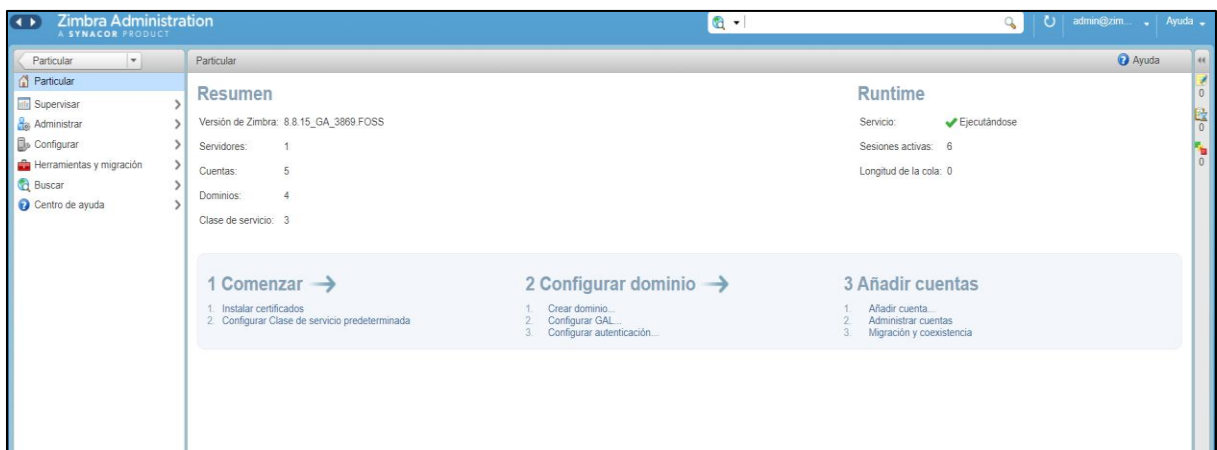 Zimbra Administration
A SYNACOR PRODUCT
admin@zim...
Ayuda
Particular
Particular
Ayuda
Particular
Supervisar
Administrar
Configurar
Herramientas y migración
Buscar
Centro de ayuda
Resumen
Versión de Zimbra: 8.8.15_GA_3869.FOSS
Servidores: 1
Cuentas: 5
Dominios: 4
Clase de servicio: 3
Runtime
Servicio: Ejecutándose
Sesiones activas: 6
Longitud de la cola: 0
1 Comenzar
1. Instalar certificados
2. Configurar Clase de servicio predeterminada
2 Configurar dominio
1. Crear dominio...
2. Configurar GAL...
3. Configurar autenticación...
3 Añadir cuentas
1. Añadir cuenta...
2. Administrar cuentas
3. Migración y coexistencia
0
0
0